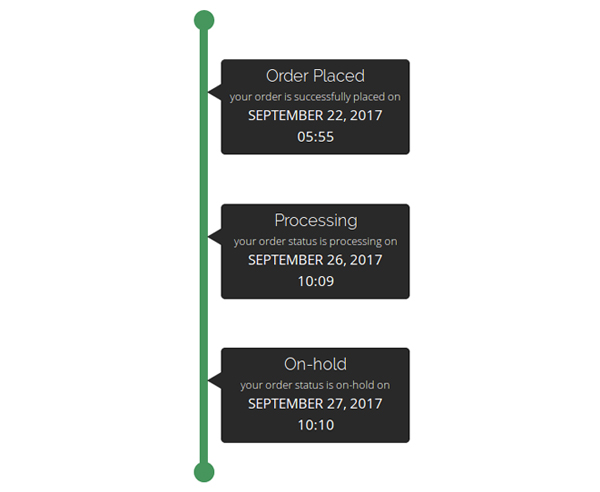 Order Placed
your order is successfully placed on
SEPTEMBER 22, 2017
05:55
Processing
your order status is processing on
SEPTEMBER 26, 2017
10:09
On-hold
your order status is on-hold on
SEPTEMBER 27, 2017
10:10